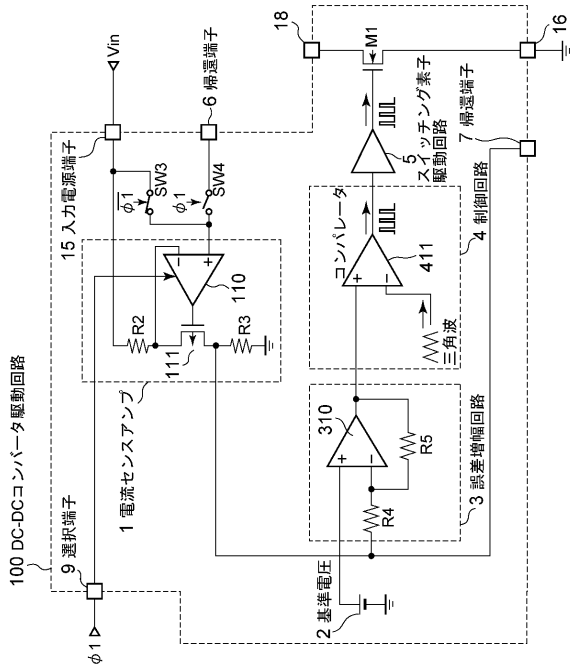 100 DC-DCコンバータ駆動回路
φ1
9 選択端子
15 入力電源端子
Vin
6 帰還端子
φ1
SW3
φ1
SW4
1 電流センスアンプ
R2
111
R3
110
－
＋
18
M1
16
5 スイッチング素子
駆動回路
7 帰還端子
コンパレータ
＋
－
411
三角波
4 制御回路
310
＋
－
R4
R5
3 誤差増幅回路
2 基準電圧